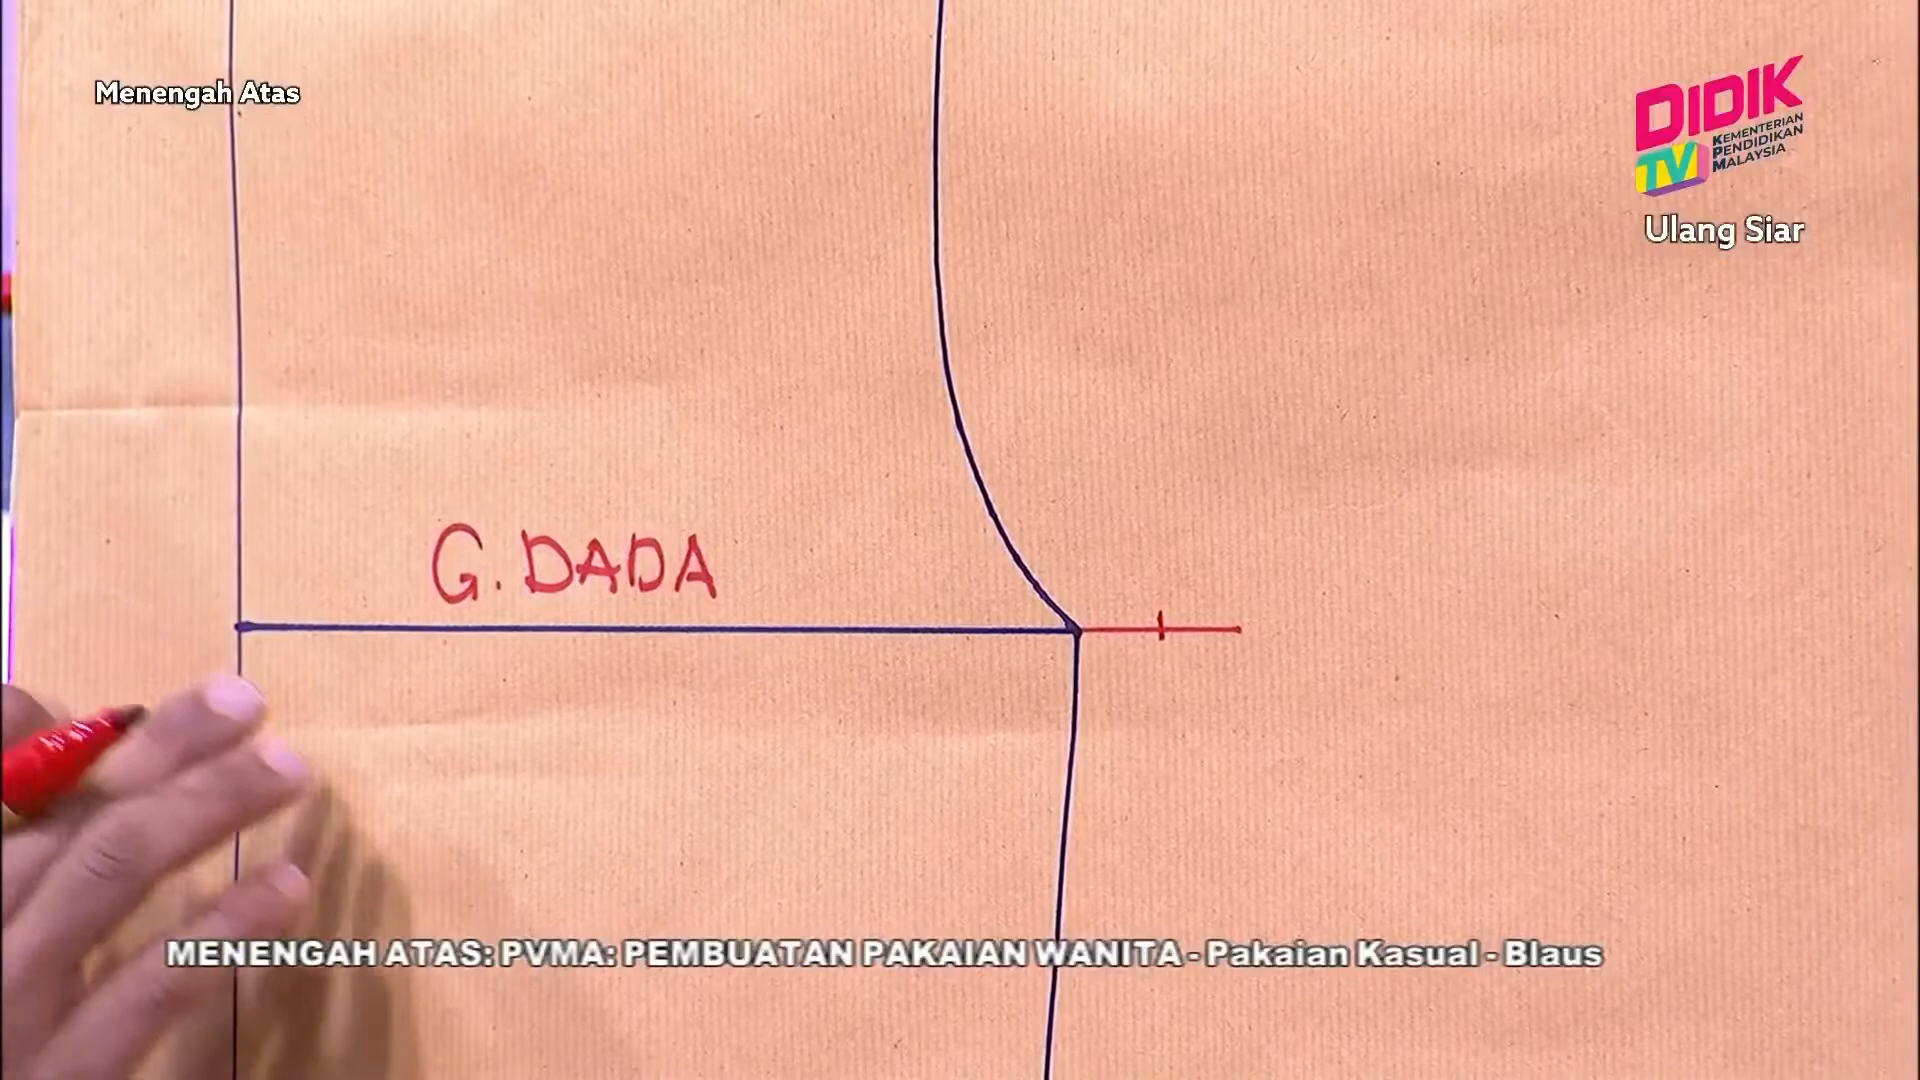 Menengah Atas
DIDIK
TV
KEMENTERIAN
PENDIDIKAN
MALAYSIA
Ulang Siar
G. DADA
MENENGAH ATAS: PVMA: PEMBUATAN PAKAIAN WANITA - Pakaian Kasual - Blaus